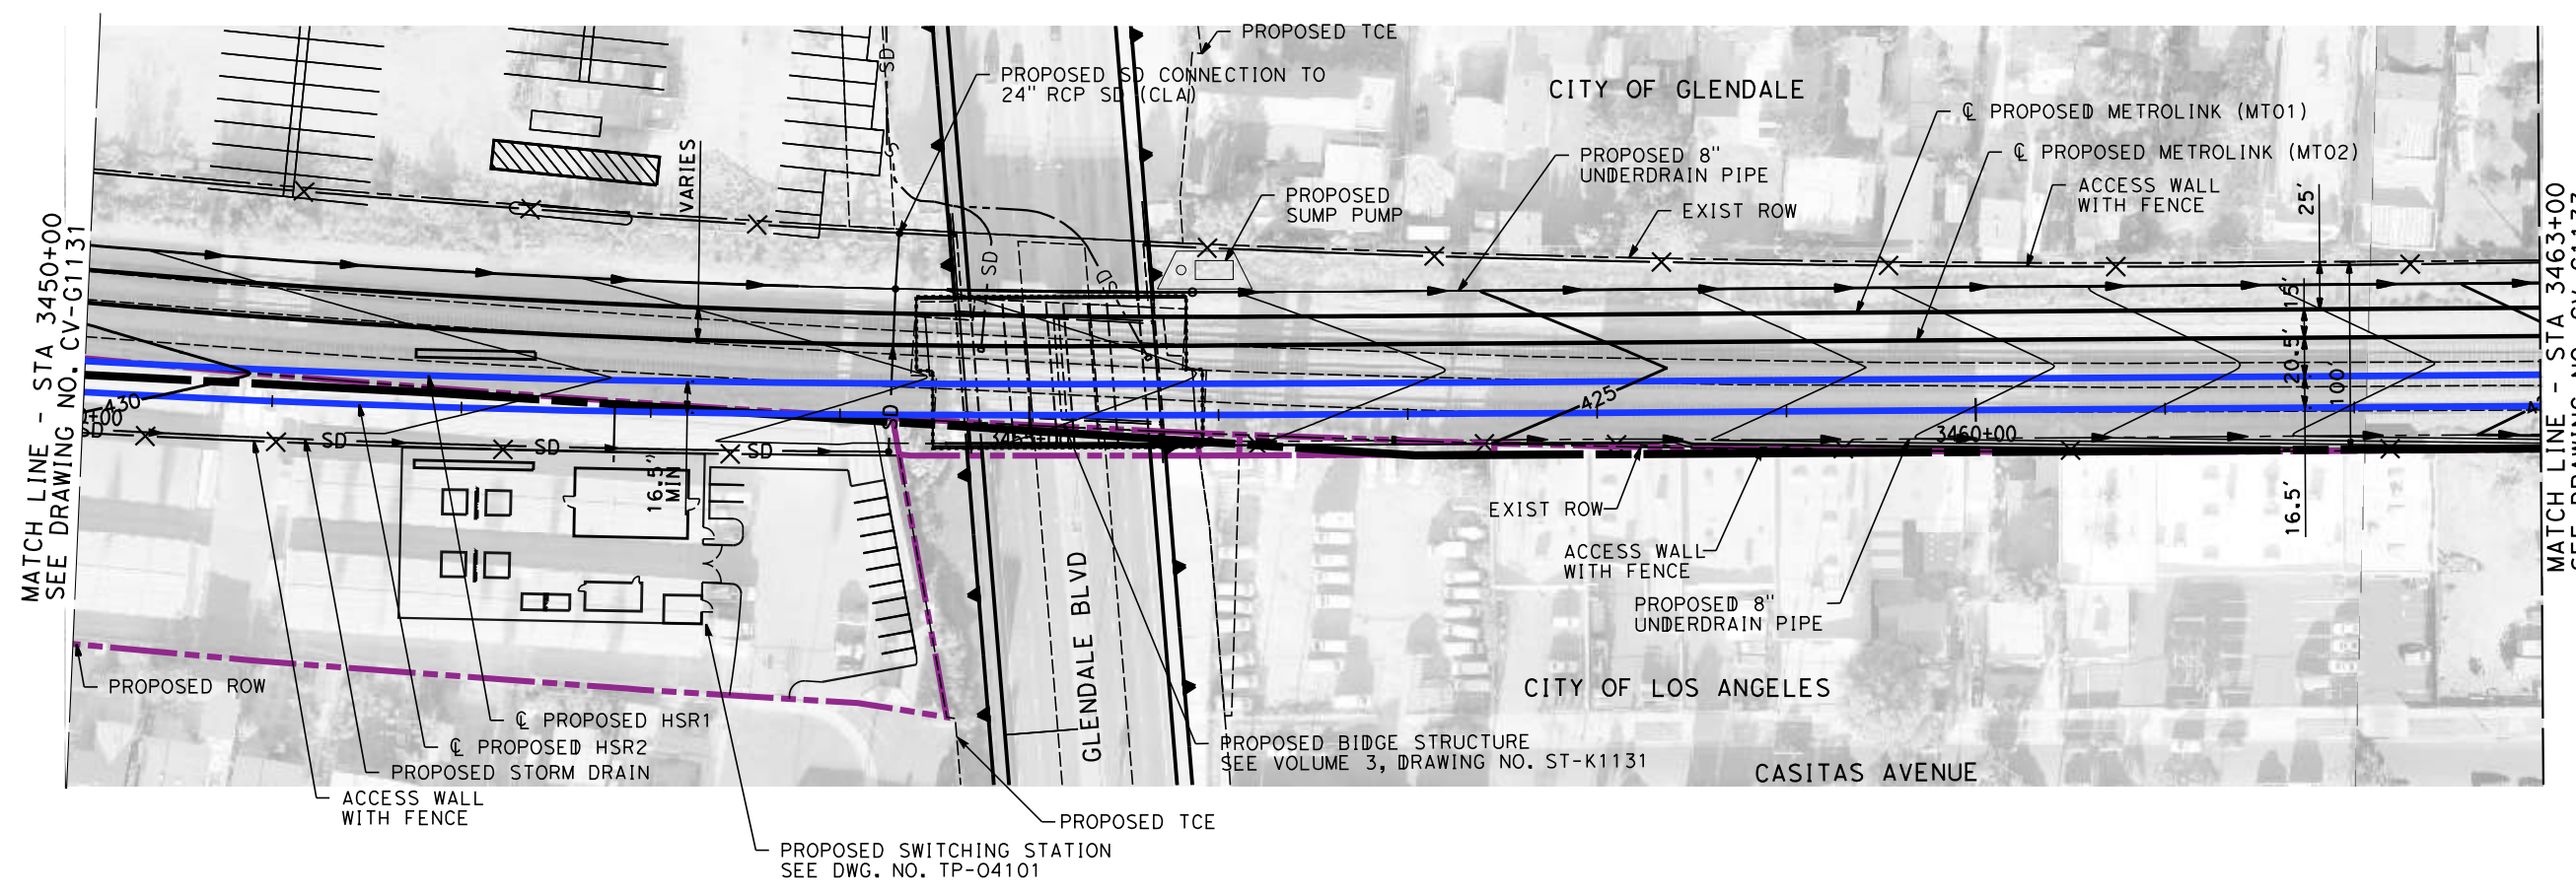 PROPOSED TCE
PROPOSED SD CONNECTION TO
24" RCP SD (CLA)
CITY OF GLENDALE
℄ PROPOSED METROLINK (MT01)
℄ PROPOSED METROLINK (MT02)
PROPOSED 8"
UNDERDRAIN PIPE
ACCESS WALL
WITH FENCE
PROPOSED
SUMP PUMP
EXIST ROW
VARIES
SD
SD
SD
25'
15'
20.5'
100'
16.5'
MATCH LINE - STA 3450+00
SEE DRAWING NO. CV-G1131
MATCH LINE - STA 3463+00
430
SD
SD
SD
SD
SD
425
3460+00
16.5'
MIN
EXIST ROW
ACCESS WALL
WITH FENCE
PROPOSED 8"
UNDERDRAIN PIPE
GLENDALE BLVD
CITY OF LOS ANGELES
PROPOSED ROW
℄ PROPOSED HSR1
℄ PROPOSED HSR2
PROPOSED STORM DRAIN
ACCESS WALL
WITH FENCE
PROPOSED BIDGE STRUCTURE
SEE VOLUME 3, DRAWING NO. ST-K1131
CASITAS AVENUE
PROPOSED TCE
PROPOSED SWITCHING STATION
SEE DWG. NO. TP-04101